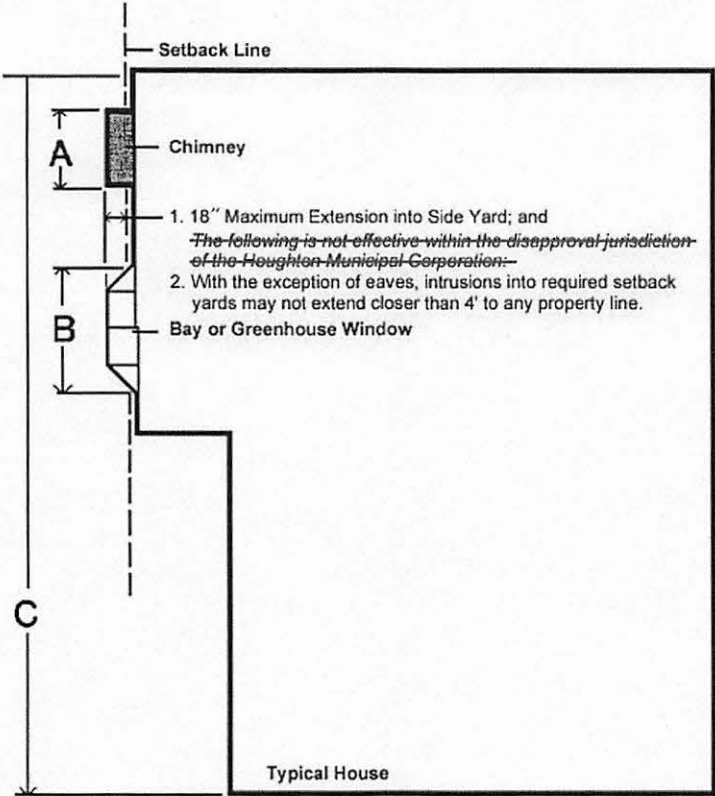 Setback Line
A
Chimney
1. 18" Maximum Extension into Side Yard; and
The following is not effective within the disapproval jurisdiction
of the Houghton Municipal Corporation:
2. With the exception of eaves, intrusions into required setback
yards may not extend closer than 4' to any property line.
B
Bay or Greenhouse Window
C
Typical House